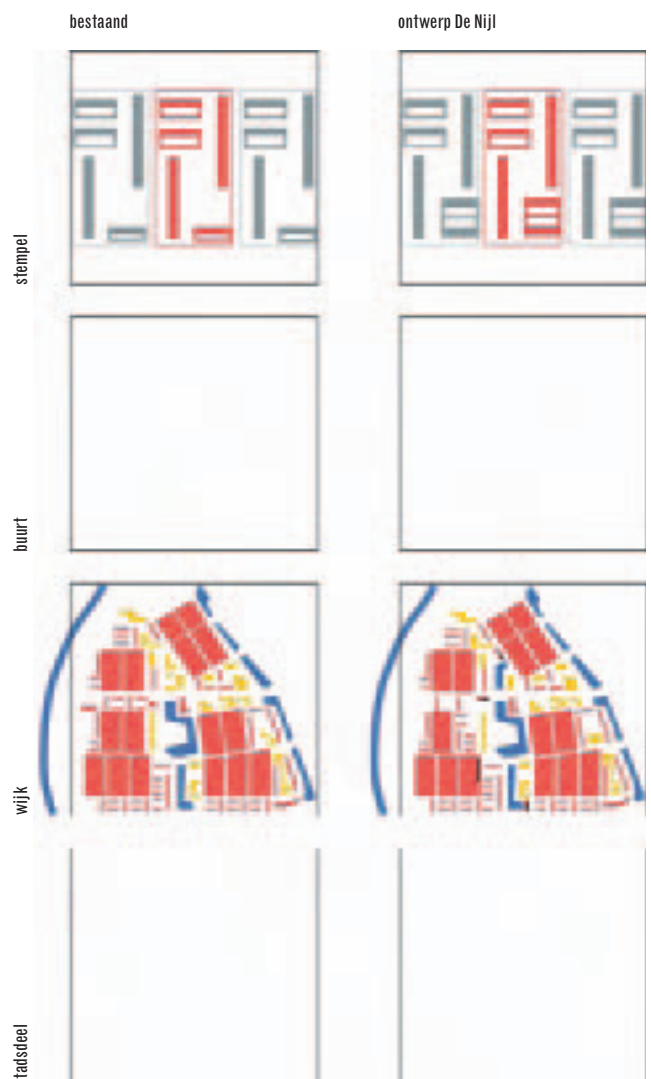 bestaand
ontwerp De Nijl
stempel
buurt
wijk
tadsdeel